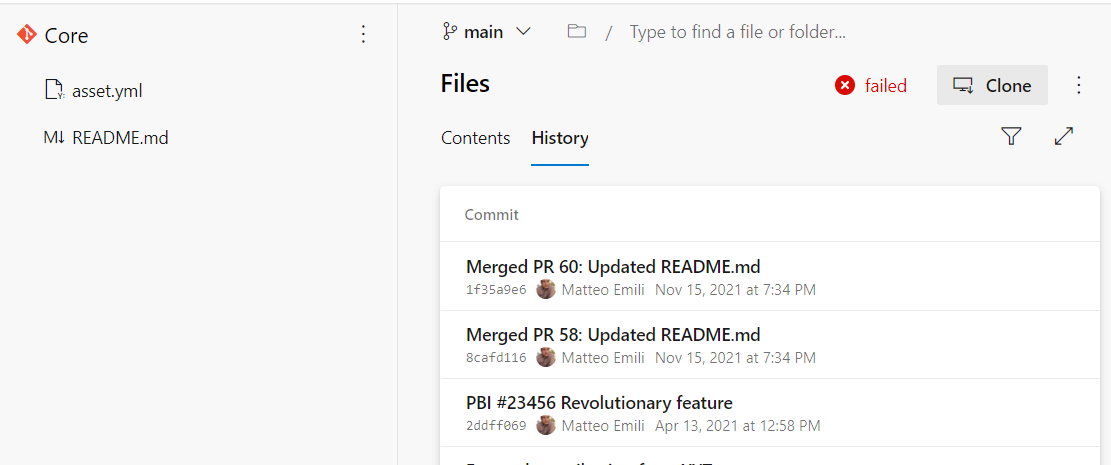 Core
asset.yml
README.md
main
/ Type to find a file or folder...
Files
failed
Clone
Contents History
Commit
Merged PR 60: Updated README.md
1f35a9e6 Matteo Emili Nov 15, 2021 at 7:34 PM
Merged PR 58: Updated README.md
8cafd116 Matteo Emili Nov 15, 2021 at 7:34 PM
PBI #23456 Revolutionary feature
2ddff069 Matteo Emili Apr 13, 2021 at 12:58 PM